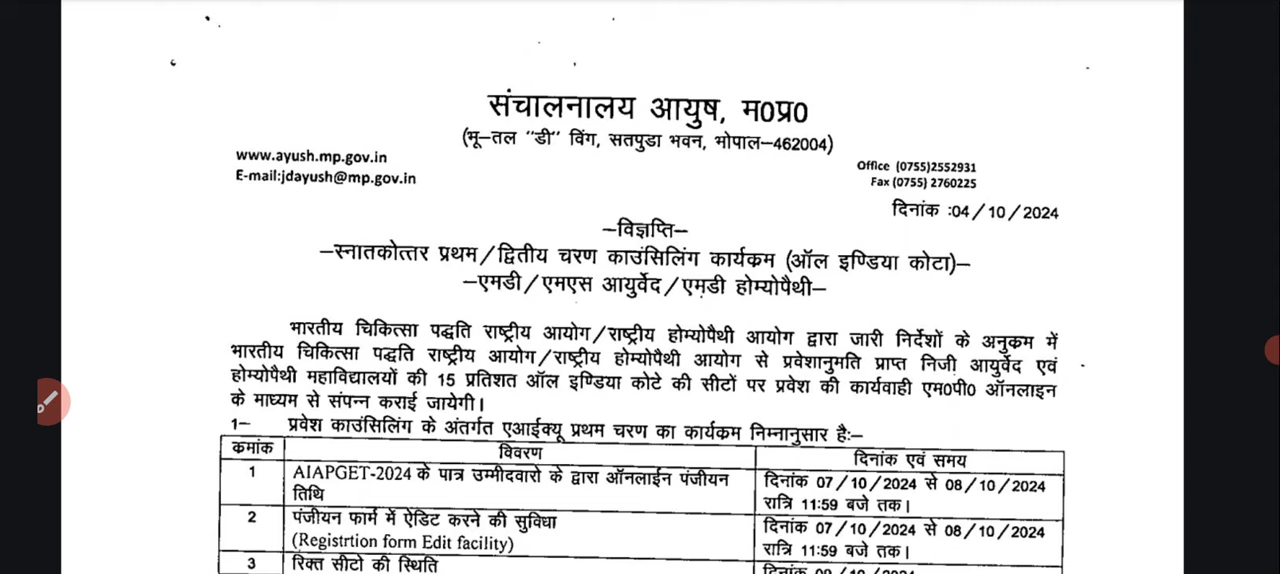 संचालनालय आयुष, म0प्र0
(भू–तल "डी" विंग, सतपुडा भवन, भोपाल–462004)
www.ayush.mp.gov.in
E-mail:jdayush@mp.gov.in
Office (0755)2552931
Fax (0755) 2760225
दिनांक :04/10/2024
–विज्ञप्ति–
–स्नातकोत्तर प्रथम/द्वितीय चरण काउंसिलिंग कार्यक्रम (ऑल इण्डिया कोटा)–
–एमडी/एमएस आयुर्वेद/एमडी होम्योपैथी–
भारतीय चिकित्सा पद्धति राष्ट्रीय आयोग/राष्ट्रीय होम्योपैथी आयोग द्वारा जारी निर्देशों के अनुक्रम में
भारतीय चिकित्सा पद्धति राष्ट्रीय आयोग/राष्ट्रीय होम्योपैथी आयोग से प्रवेशानुमति प्राप्त निजी आयुर्वेद एवं
होम्योपैथी महाविद्यालयों की 15 प्रतिशत ऑल इण्डिया कोटे की सीटों पर प्रवेश की कार्यवाही एम0पी0 ऑनलाइन
के माध्यम से संपन्न कराई जायेगी।
1– प्रवेश काउंसिलिंग के अंतर्गत एआईक्यू प्रथम चरण का कार्यक्रम निम्नानुसार है:–
क्रमांक विवरण दिनांक एवं समय
1 AIAPGET-2024 के पात्र उम्मीदवारो के द्वारा ऑनलाईन पंजीयन
तिथि
दिनांक 07/10/2024 से 08/10/2024
रात्रि 11:59 बजे तक।
2 पंजीयन फार्म में ऐडिट करने की सुविधा
(Registrtion form Edit facility)
दिनांक 07/10/2024 से 08/10/2024
रात्रि 11:59 बजे तक।
3 रिक्त सीटो की स्थिति